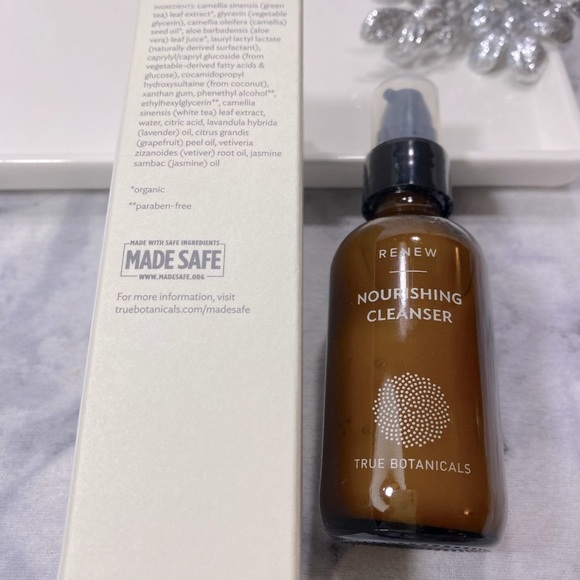 INGREDIENTS: camellia sinensis (green
tea) leaf extract*, glycerin (vegetable
glycerin), camellia oleifera (camellia)
seed oil*, aloe barbadensis (aloe
vera) leaf juice*, lauryl lactyl lactate
(naturally derived surfactant),
caprylyl/capryl glucoside (from
vegetable-derived fatty acids &
glucose), cocamidopropyl
hydroxysultaine (from coconut),
xanthan gum, phenethyl alcohol**,
ethylhexylglycerin**, camellia
sinensis (white tea) leaf extract,
water, citric acid, lavandula hybrida
(lavender) oil, citrus grandis
(grapefruit) peel oil, vetiveria
zizanoides (vetiver) root oil, jasmine
sambac (jasmine) oil
*organic
**paraben-free
MADE WITH SAFE INGREDIENTS
MADE SAFE
WWW.MADESAFE.ORG
For more information, visit
truebotanicals.com/madesafe
RENEW
NOURISHING
CLEANSER
TRUE BOTANICALS